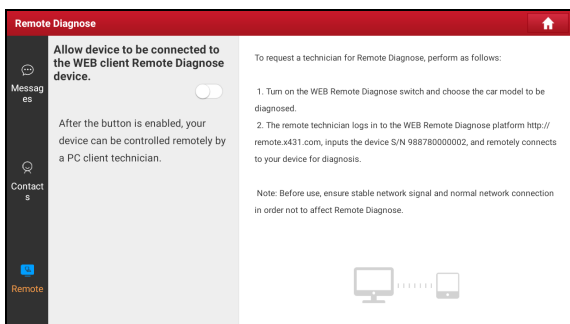 Remote Diagnose
Messag
es
Contact
s
Remote
Allow device to be connected to
the WEB client Remote Diagnose
device.
After the button is enabled, your
device can be controlled remotely by
a PC client technician.
To request a technician for Remote Diagnose, perform as follows:
1. Turn on the WEB Remote Diagnose switch and choose the car model to be
diagnosed.
2. The remote technician logs in to the WEB Remote Diagnose platform http://
remote.x431.com, inputs the device S/N 988780000002, and remotely connects
to your device for diagnosis.
Note: Before use, ensure stable network signal and normal network connection
in order not to affect Remote Diagnose.